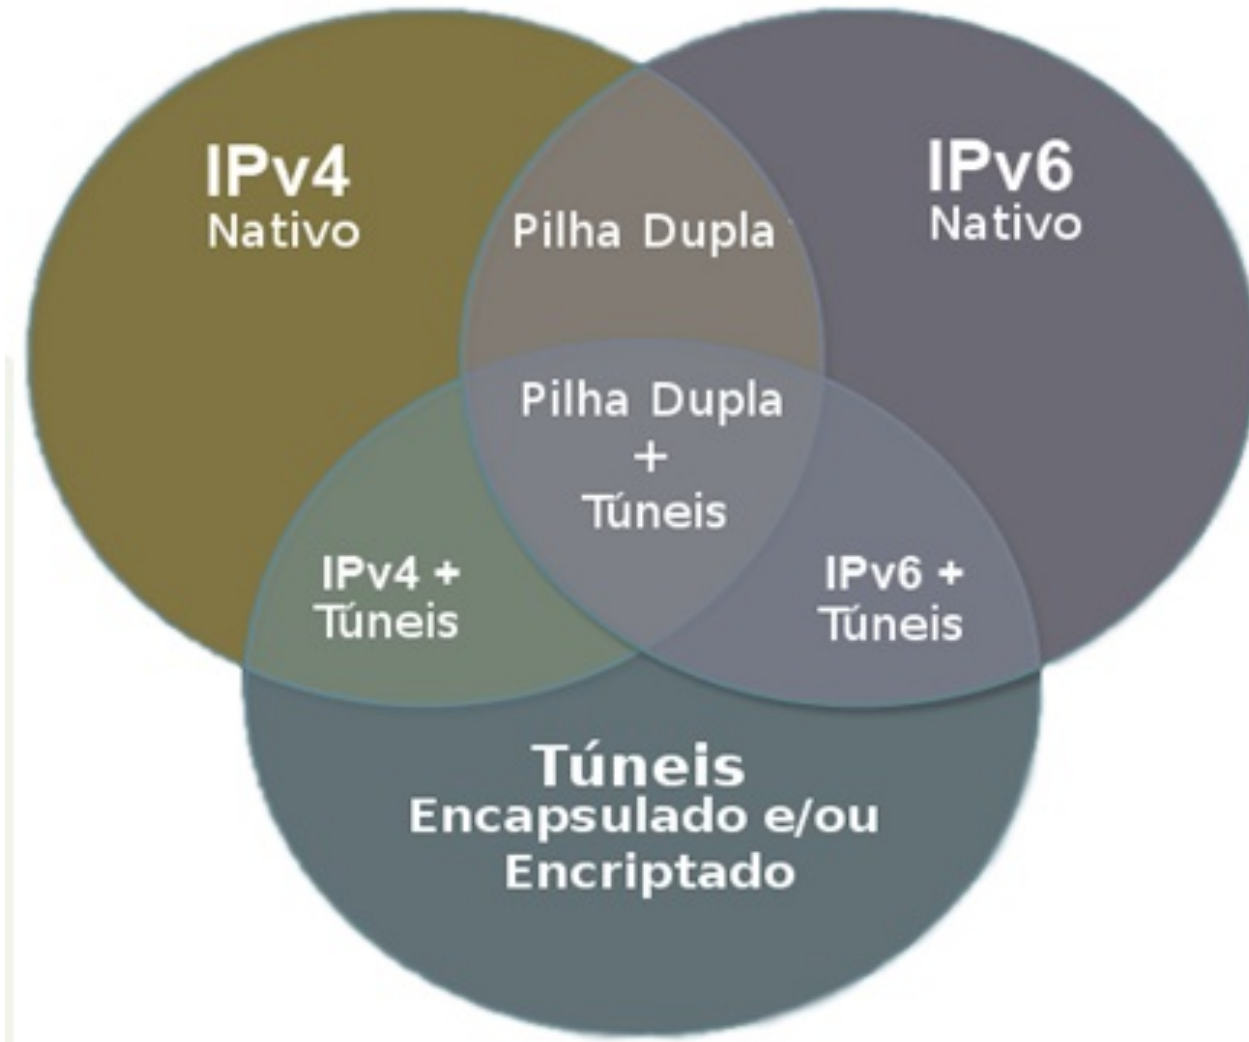 IPv4
Nativo
Pilha Dupla
IPv6
Nativo
Pilha Dupla
+
Túneis
IPv4 +
Túneis
IPv6 +
Túneis
Túneis
Encapsulado e/ou
Encriptado